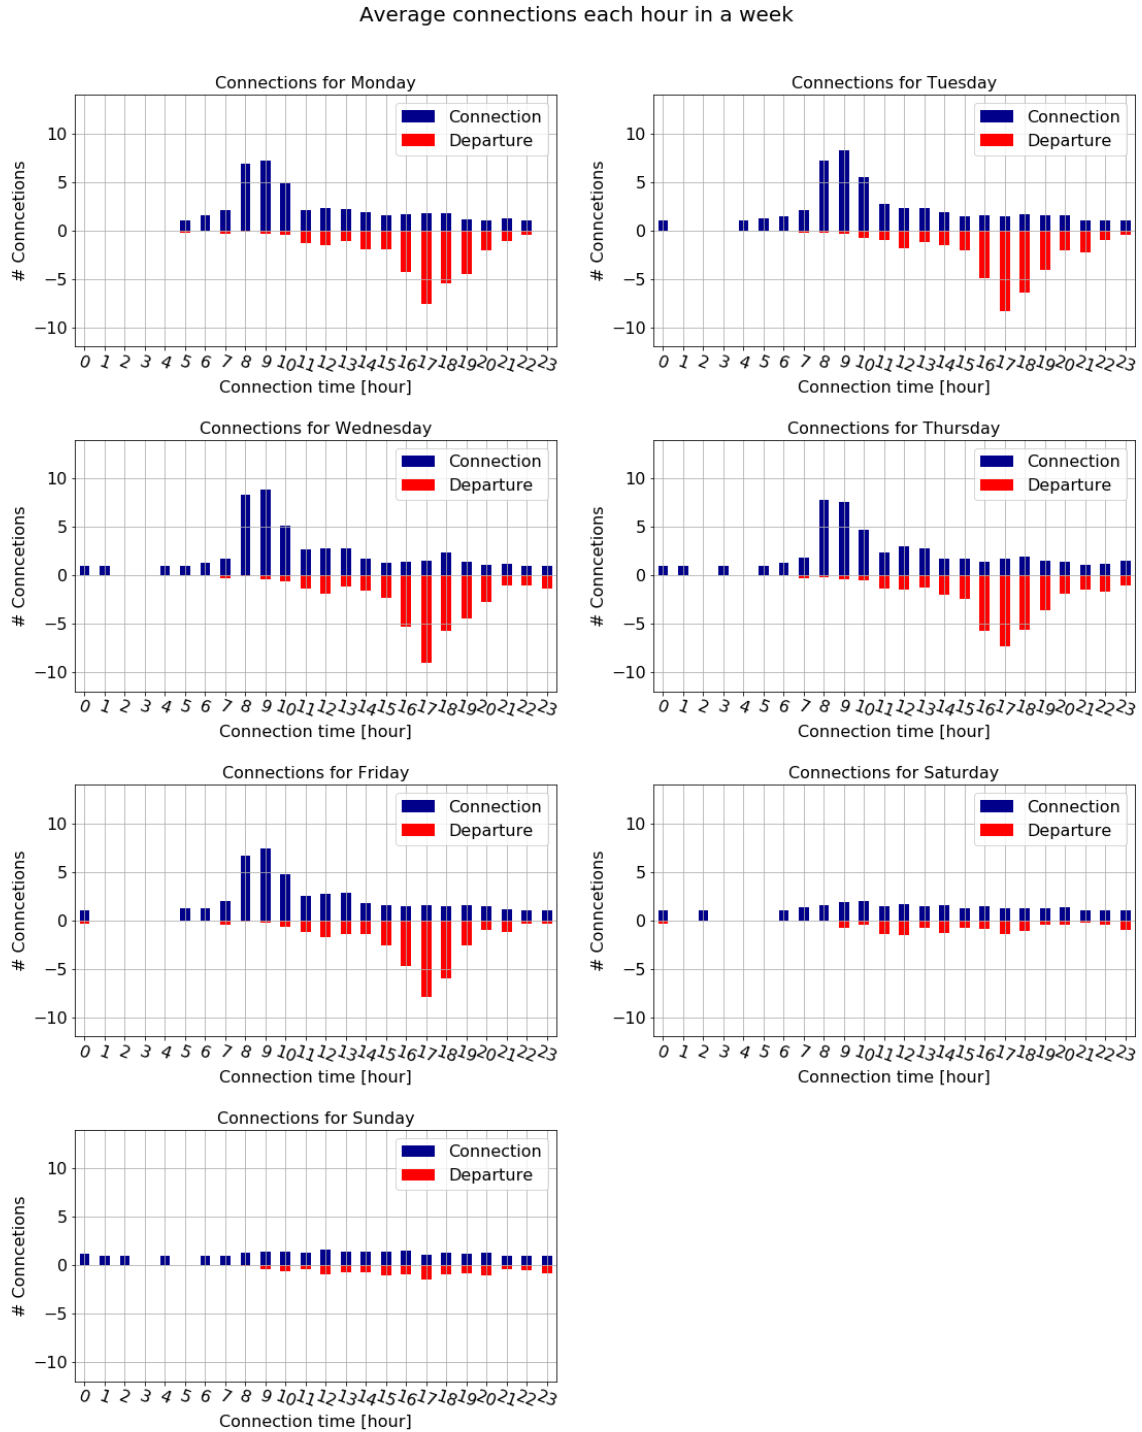 Average connections each hour in a week
Connections for Monday
Connection
Departure
10
5
0
−5
−10
# Conncetions
0 1 2 3 4 5 6 7 8 9 10 11 12 13 14 15 16 17 18 19 20 21 22 23
Connection time [hour]
Connections for Tuesday
Connection
Departure
10
5
0
−5
−10
# Conncetions
0 1 2 3 4 5 6 7 8 9 10 11 12 13 14 15 16 17 18 19 20 21 22 23
Connection time [hour]
Connections for Wednesday
Connection
Departure
10
5
0
−5
−10
# Conncetions
0 1 2 3 4 5 6 7 8 9 10 11 12 13 14 15 16 17 18 19 20 21 22 23
Connection time [hour]
Connections for Thursday
Connection
Departure
10
5
0
−5
−10
# Conncetions
0 1 2 3 4 5 6 7 8 9 10 11 12 13 14 15 16 17 18 19 20 21 22 23
Connection time [hour]
Connections for Friday
Connection
Departure
10
5
0
−5
−10
# Conncetions
0 1 2 3 4 5 6 7 8 9 10 11 12 13 14 15 16 17 18 19 20 21 22 23
Connection time [hour]
Connections for Saturday
Connection
Departure
10
5
0
−5
−10
# Conncetions
0 1 2 3 4 5 6 7 8 9 10 11 12 13 14 15 16 17 18 19 20 21 22 23
Connection time [hour]
Connections for Sunday
Connection
Departure
10
5
0
−5
−10
# Conncetions
0 1 2 3 4 5 6 7 8 9 10 11 12 13 14 15 16 17 18 19 20 21 22 23
Connection time [hour]